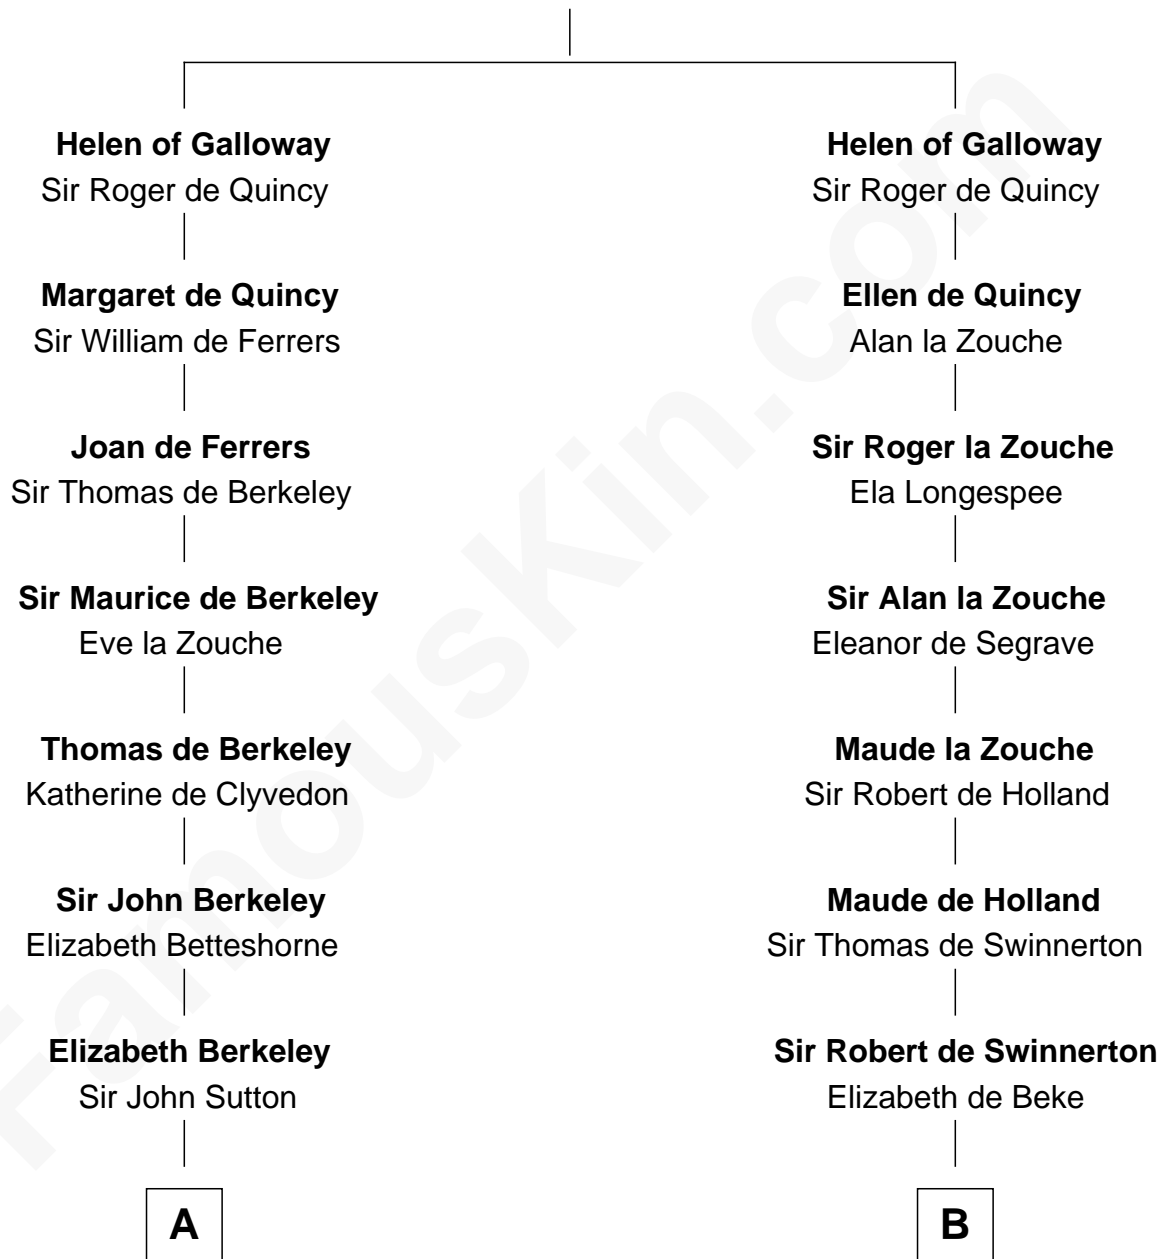 Helen of Galloway
Sir Roger de Quincy
Margaret de Quincy
Sir William de Ferrers
Joan de Ferrers
Sir Thomas de Berkeley
Sir Maurice de Berkeley
Eve la Zouche
Thomas de Berkeley
Katherine de Clyvedon
Sir John Berkeley
Elizabeth Betteshorne
Elizabeth Berkeley
Sir John Sutton
A
Helen of Galloway
Sir Roger de Quincy
Ellen de Quincy
Alan la Zouche
Sir Roger la Zouche
Ela Longespee
Sir Alan la Zouche
Eleanor de Segrave
Maude la Zouche
Sir Robert de Holland
Maude de Holland
Sir Thomas de Swinnerton
Sir Robert de Swinnerton
Elizabeth de Beke
B
FamousKin.com